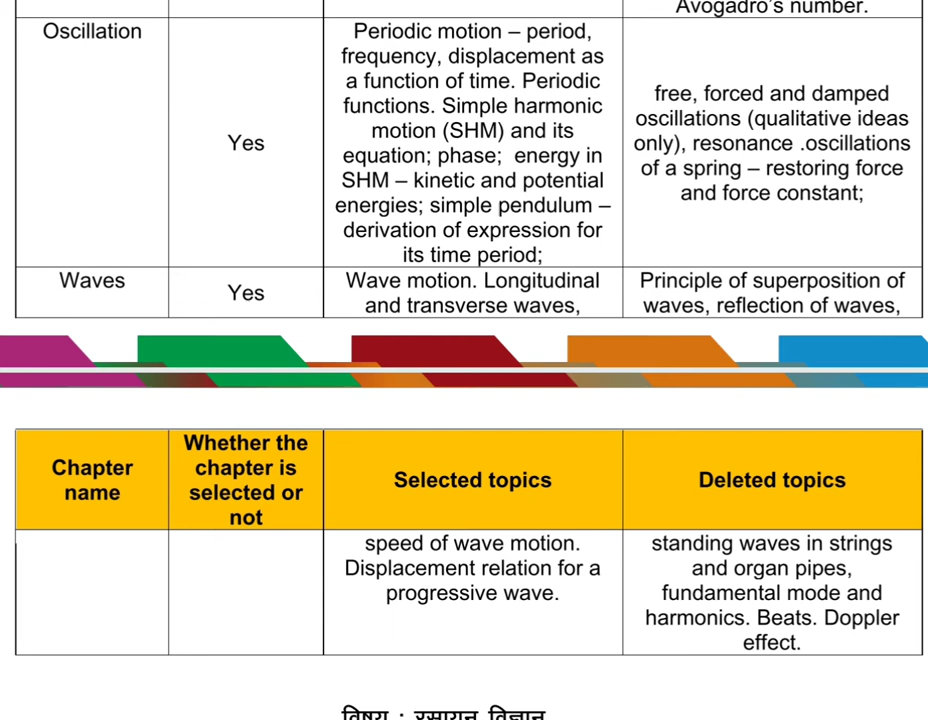 Avogadro's number.
Oscillation
Yes
Periodic motion – period,
frequency, displacement as
a function of time. Periodic
functions. Simple harmonic
motion (SHM) and its
equation; phase;  energy in
SHM – kinetic and potential
energies; simple pendulum –
derivation of expression for
its time period;
free, forced and damped
oscillations (qualitative ideas
only), resonance .oscillations
of a spring – restoring force
and force constant;
Waves
Yes
Wave motion. Longitudinal
and transverse waves,
Principle of superposition of
waves, reflection of waves,
Chapter
name
Whether the
chapter is
selected or
not
Selected topics
Deleted topics
speed of wave motion.
Displacement relation for a
progressive wave.
standing waves in strings
and organ pipes,
fundamental mode and
harmonics. Beats. Doppler
effect.
विषय : रसायन विज्ञान